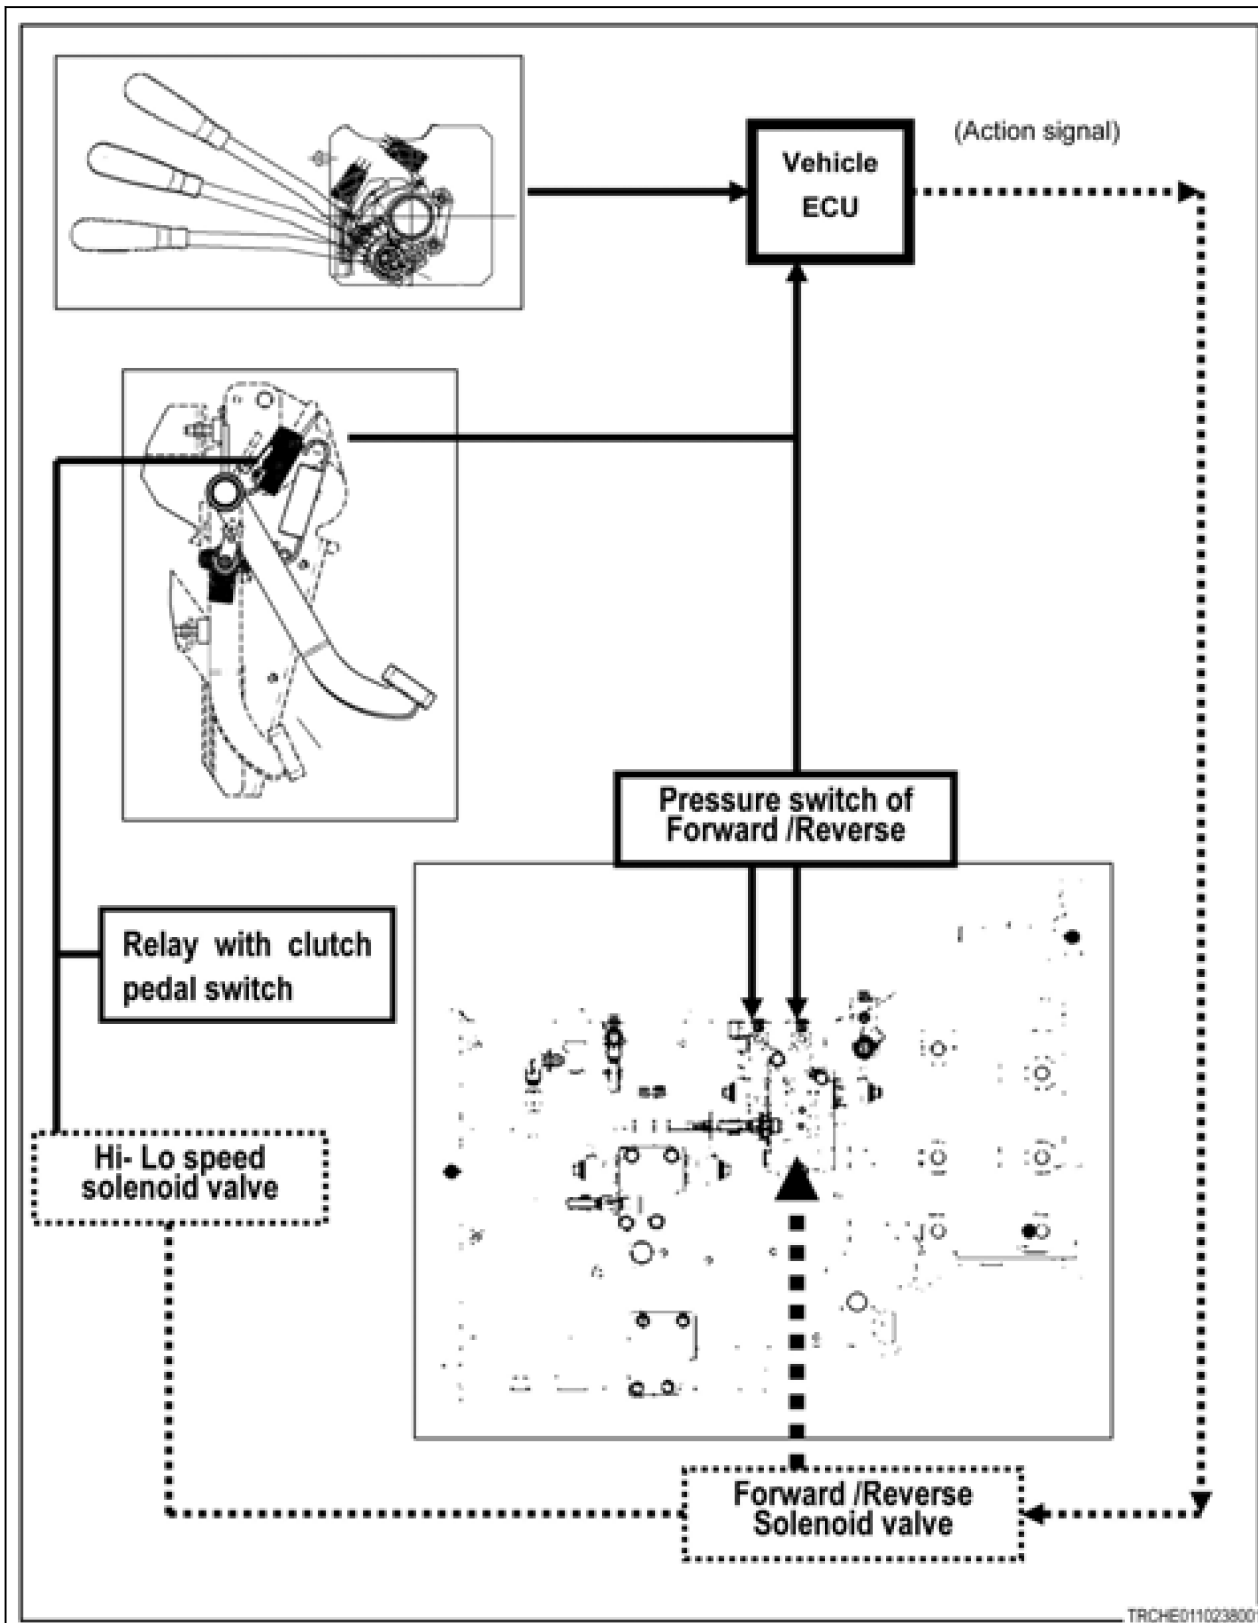 (Action signal)
Vehicle
ECU
Pressure switch of
Forward /Reverse
Relay with clutch
pedal switch
Hi- Lo speed
solenoid valve
Forward /Reverse
Solenoid valve